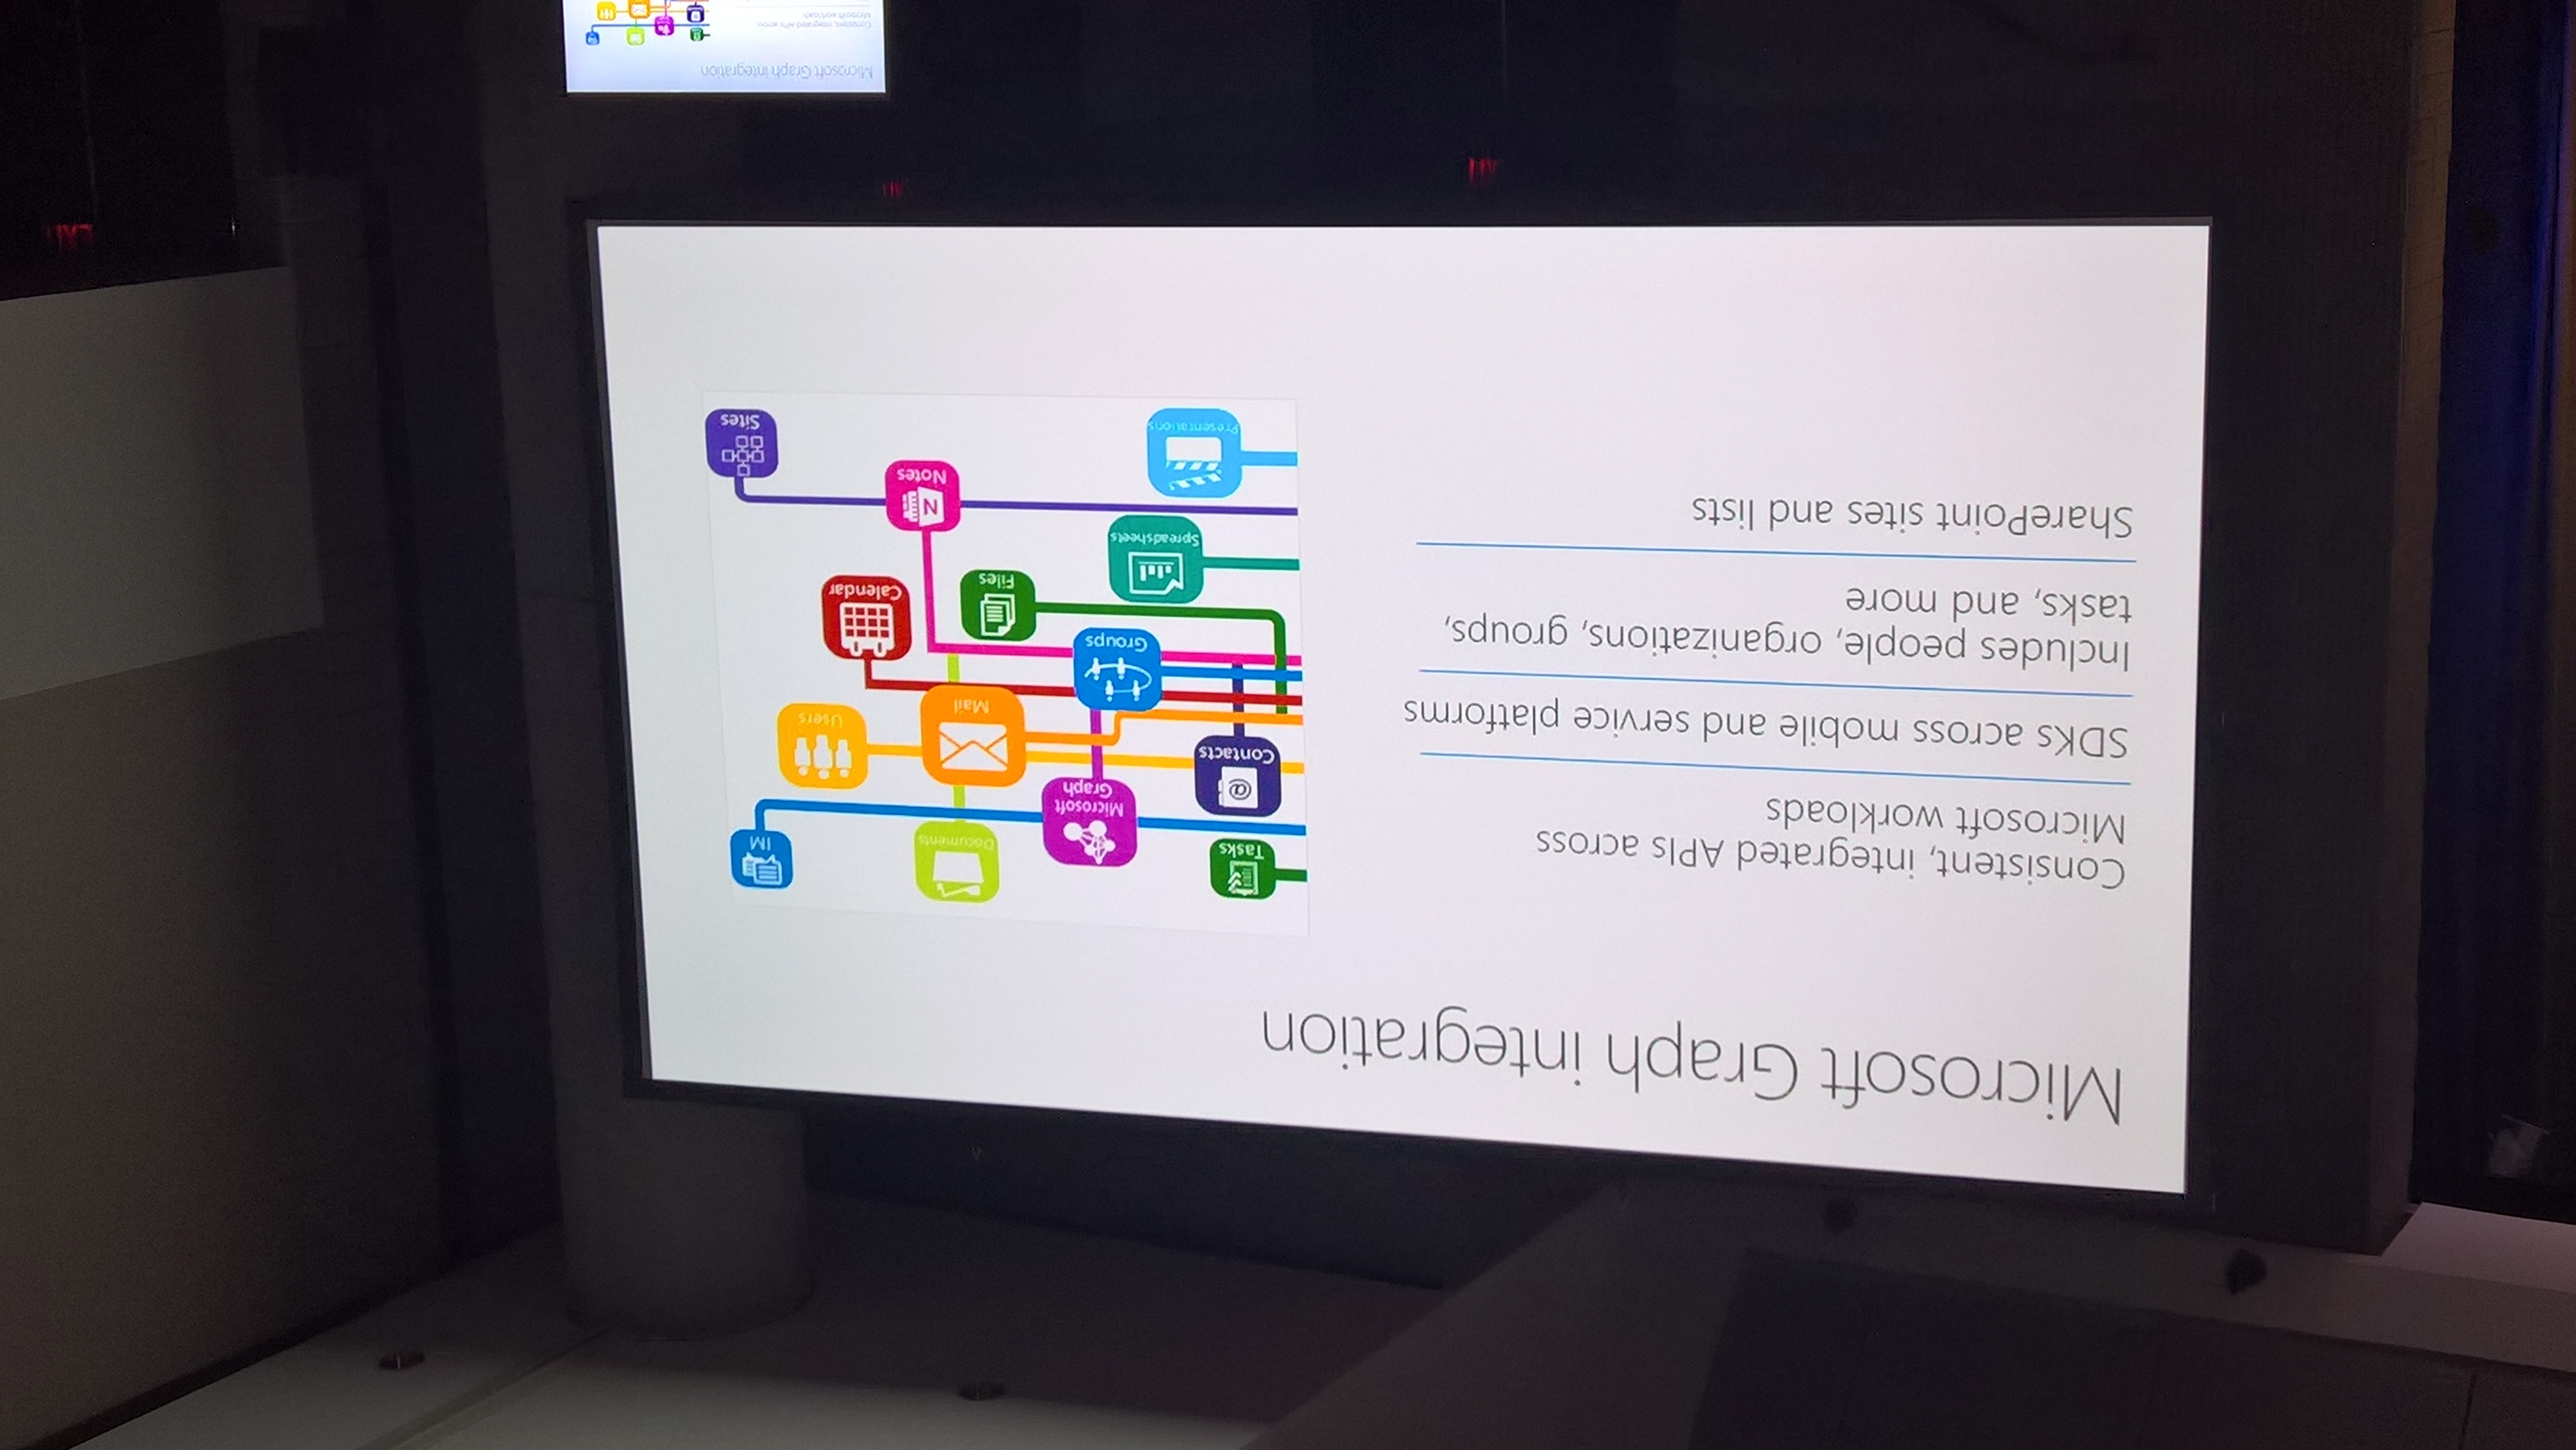 Microsoft Graph integration
Consistent, integrated APIs across
Microsoft workloads
SDKs across mobile and service platforms
Includes people, organizations, groups,
tasks, and more
SharePoint sites and lists
Tasks
Microsoft
Graph
Documents
IM
Contacts
Mail
Users
Groups
Files
Calendar
Spreadsheets
N
Notes
Presentations
Sites
EXIT
Microsoft Graph integration
Consistent, integrated APIs across
Microsoft workloads